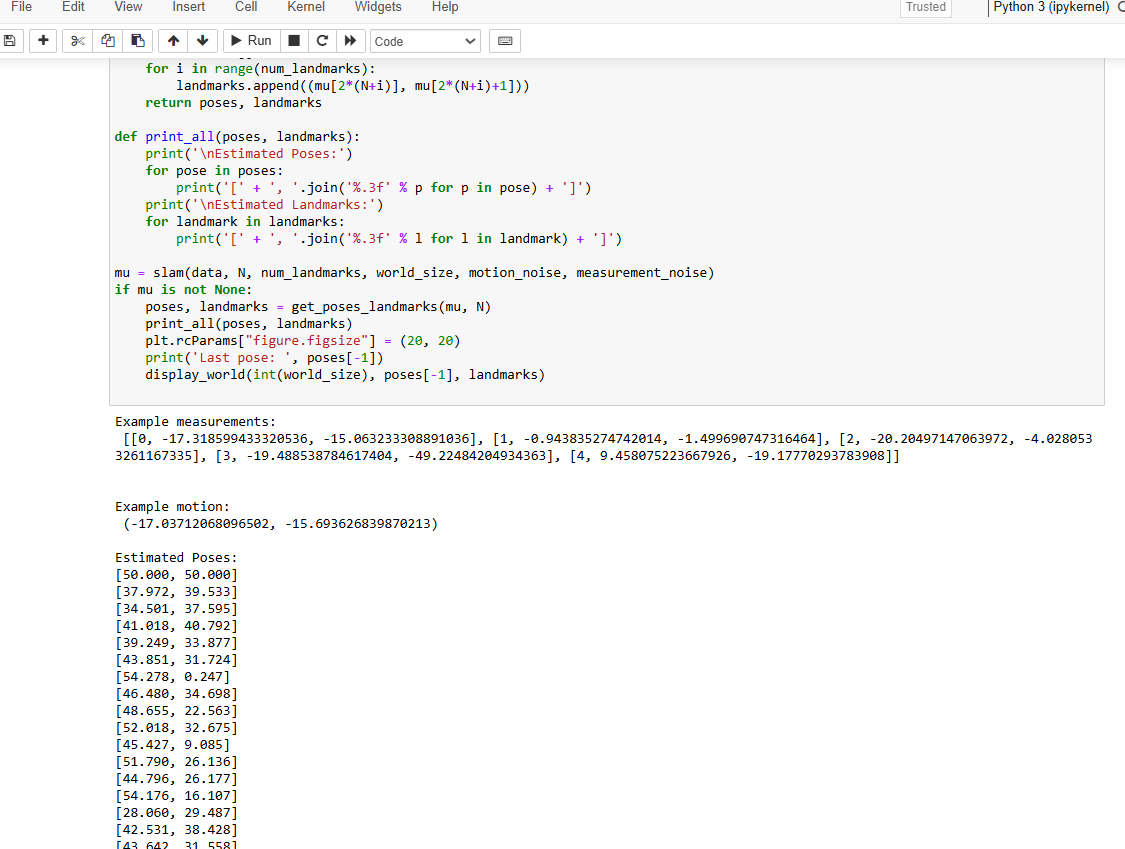 File Edit View Insert Cell Kernel Widgets Help Trusted Python 3 (ipykernel)
Run Code
for i in range(num_landmarks):
landmarks.append((mu[2*(N+i)], mu[2*(N+i)+1]))
return poses, landmarks
def print_all(poses, landmarks):
print('\nEstimated Poses:')
for pose in poses:
print('[' + ', '.join('%.3f' % p for p in pose) + ']')
print('\nEstimated Landmarks:')
for landmark in landmarks:
print('[' + ', '.join('%.3f' % l for l in landmark) + ']')
mu = slam(data, N, num_landmarks, world_size, motion_noise, measurement_noise)
if mu is not None:
poses, landmarks = get_poses_landmarks(mu, N)
print_all(poses, landmarks)
plt.rcParams["figure.figsize"] = (20, 20)
print('Last pose: ', poses[-1])
display_world(int(world_size), poses[-1], landmarks)
Example measurements:
[[0, -17.318599433320536, -15.063233308891036], [1, -0.943835274742014, -1.499690747316464], [2, -20.20497147063972, -4.028053
3261167335], [3, -19.488538784617404, -49.22484204934363], [4, 9.458075223667926, -19.17770293783908]]
Example motion:
(-17.03712068096502, -15.693626839870213)
Estimated Poses:
[50.000, 50.000]
[37.972, 39.533]
[34.501, 37.595]
[41.018, 40.792]
[39.249, 33.877]
[43.851, 31.724]
[54.278, 0.247]
[46.480, 34.698]
[48.655, 22.563]
[52.018, 32.675]
[45.427, 9.085]
[51.790, 26.136]
[44.796, 26.177]
[54.176, 16.107]
[28.060, 29.487]
[42.531, 38.428]
[43.642, 31.558]